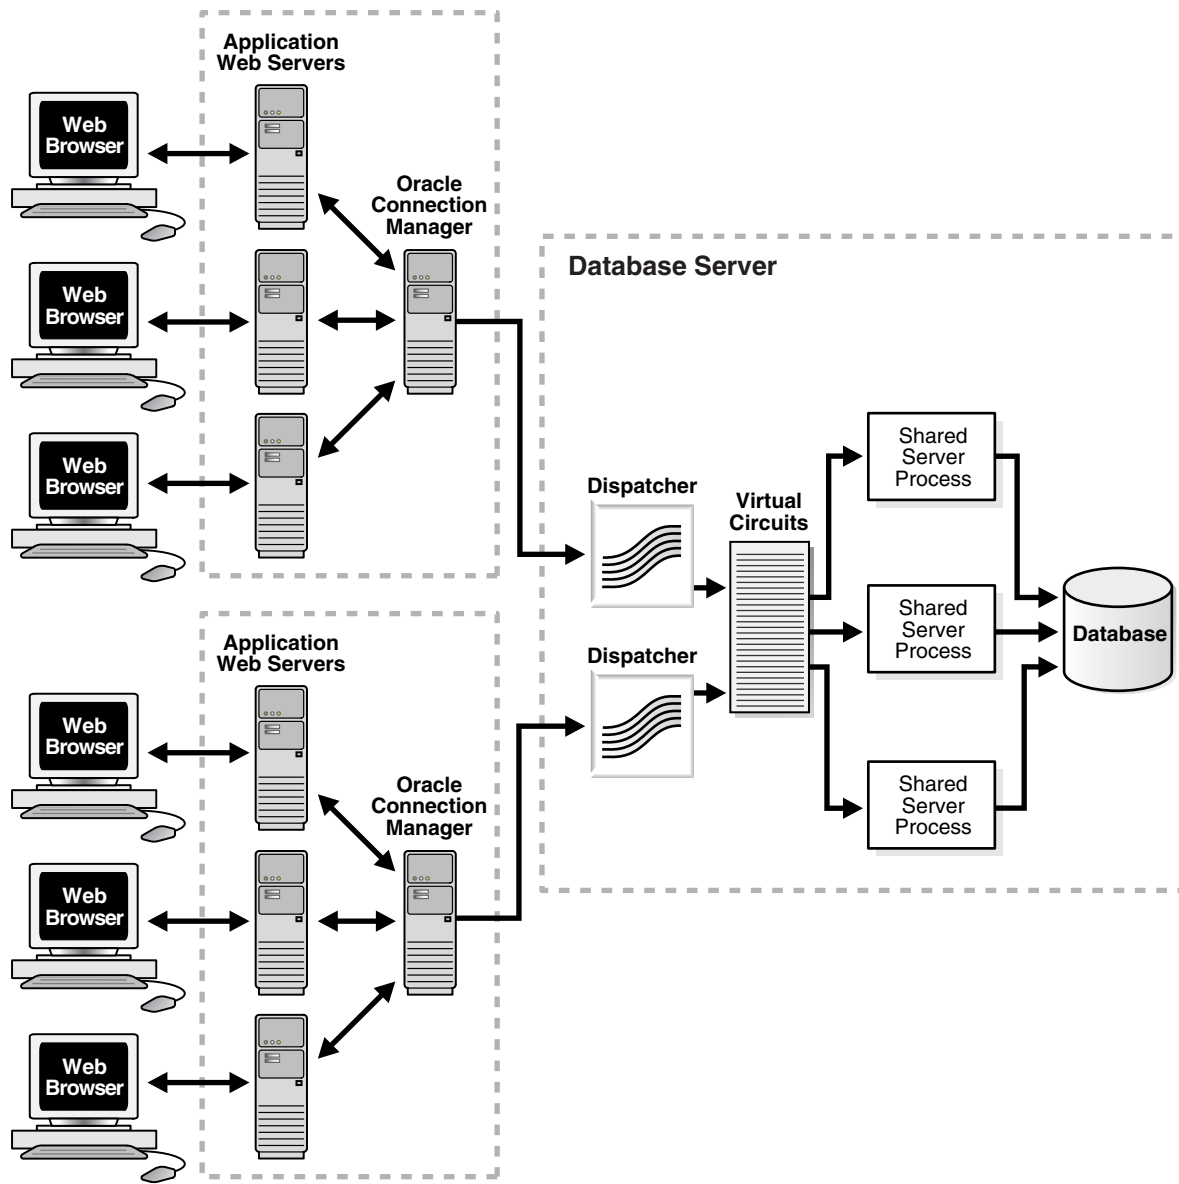 Application
Web Servers
Web
Browser
Oracle
Connection
Manager
Web
Browser
Web
Browser
Database Server
Dispatcher
Virtual
Circuits
Shared
Server
Process
Shared
Server
Process
Database
Dispatcher
Shared
Server
Process
Application
Web Servers
Web
Browser
Oracle
Connection
Manager
Web
Browser
Web
Browser